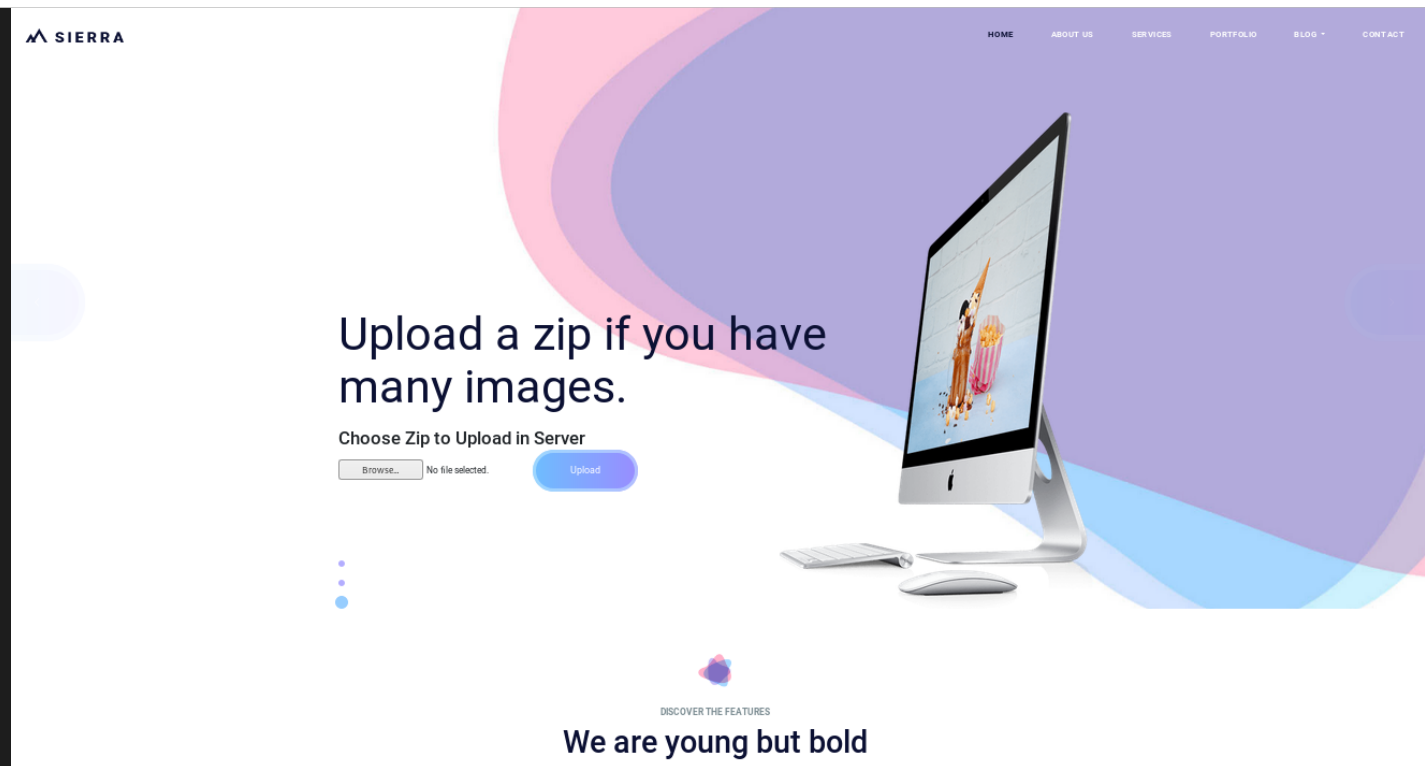 SIERRA
HOME ABOUT US SERVICES PORTFOLIO BLOG CONTACT
Upload a zip if you have
many images.
Choose Zip to Upload in Server
Browse... No file selected. Upload
DISCOVER THE FEATURES
We are young but bold